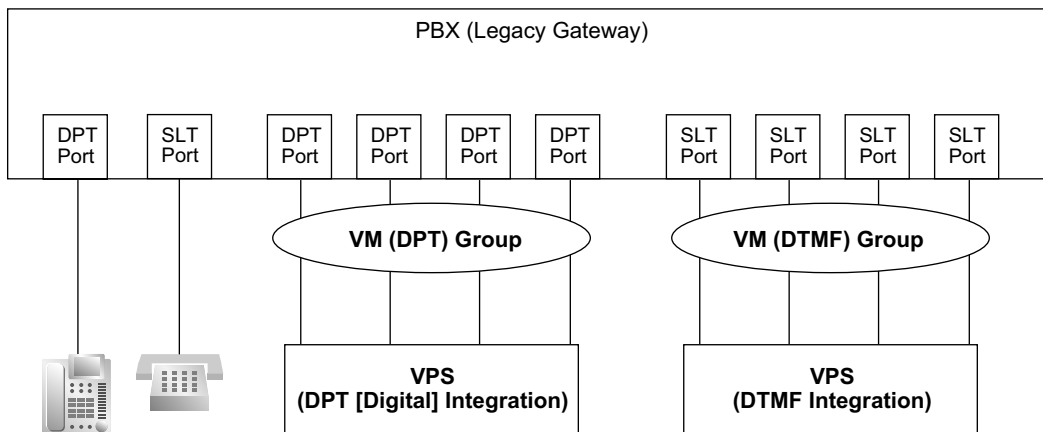 PBX (Legacy Gateway)
DPT
Port
SLT
Port
DPT
Port
DPT
Port
DPT
Port
DPT
Port
SLT
Port
SLT
Port
SLT
Port
SLT
Port
VM (DPT) Group
VM (DTMF) Group
VPS
(DPT [Digital] Integration)
VPS
(DTMF Integration)